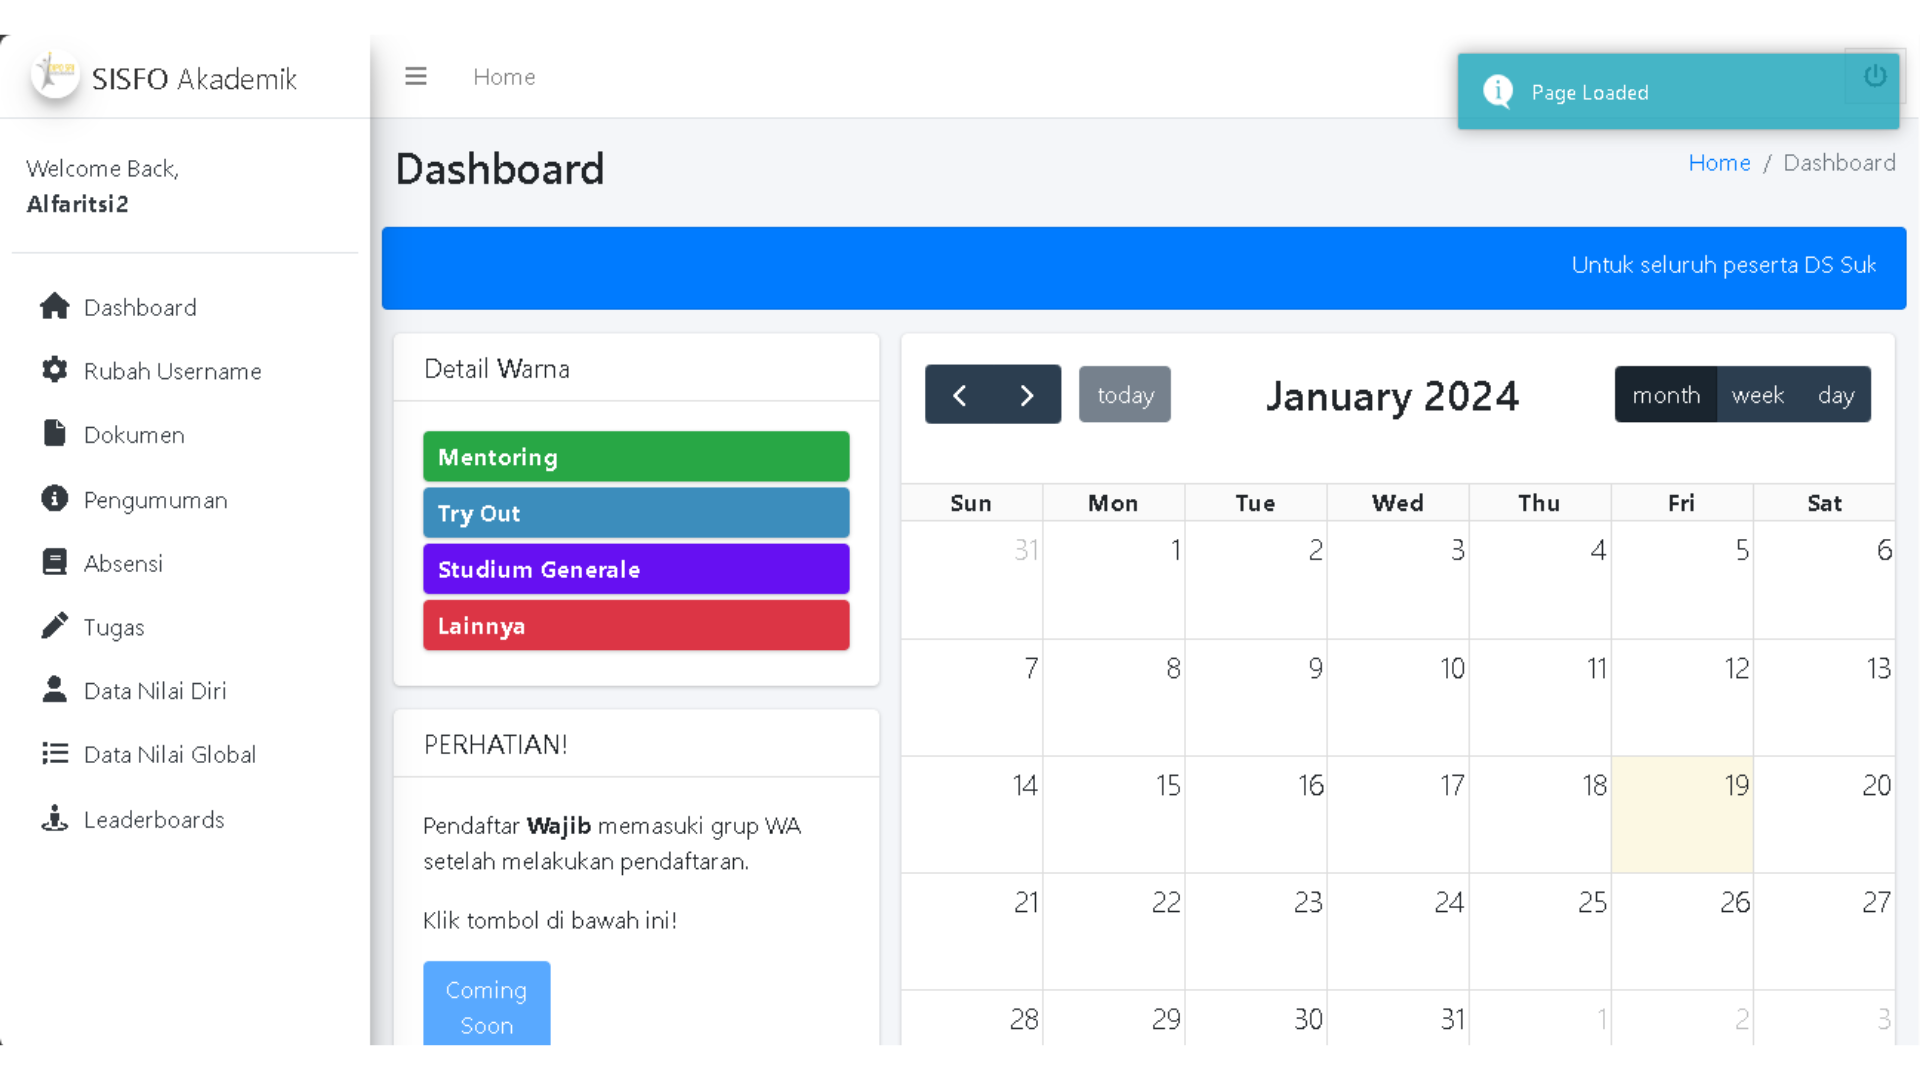 SISFO Akademik
Home
Page Loaded
Welcome Back,
Alfaritsi2
Dashboard
Rubah Username
Dokumen
Pengumuman
Absensi
Tugas
Data Nilai Diri
Data Nilai Global
Leaderboards
Dashboard
Home / Dashboard
Untuk seluruh peserta DS Suk
Detail Warna
Mentoring
Try Out
Studium Generale
Lainnya
PERHATIAN!
Pendaftar Wajib memasuki grup WA
setelah melakukan pendaftaran.
Klik tombol di bawah ini!
Coming
Soon
today January 2024 month week day
Sun Mon Tue Wed Thu Fri Sat
31 1 2 3 4 5 6
7 8 9 10 11 12 13
14 15 16 17 18 19 20
21 22 23 24 25 26 27
28 29 30 31 1 2 3